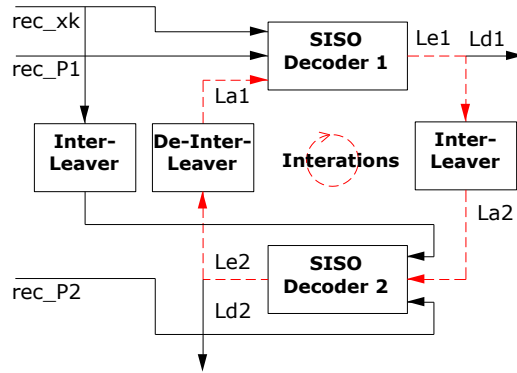 rec_xk
SISO
Decoder 1
Le1
Ld1
rec_P1
La1
Inter-
Leaver
De-Inter-
Leaver
Interations
Inter-
Leaver
La2
Le2
SISO
Decoder 2
rec_P2
Ld2